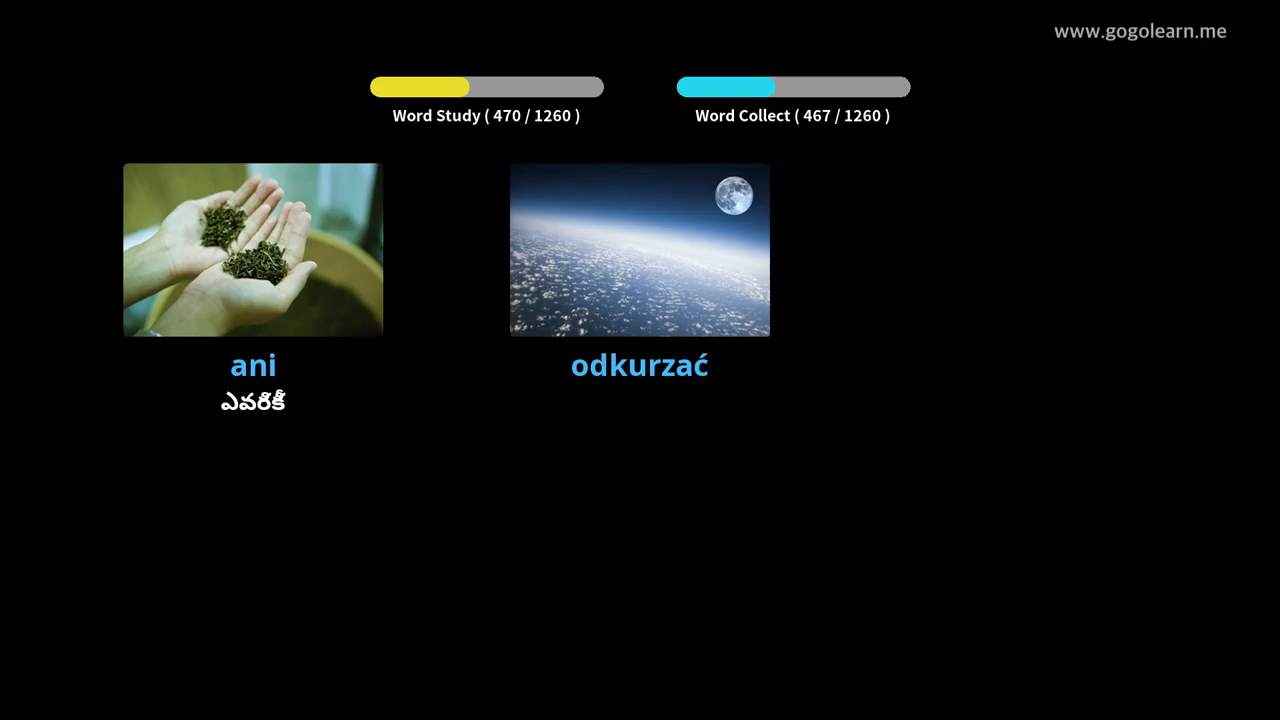 www.gogolearn.me
Word Study ( 470 / 1260 )
Word Collect ( 467 / 1260 )
ani
odkurzać
ఎవరికీ